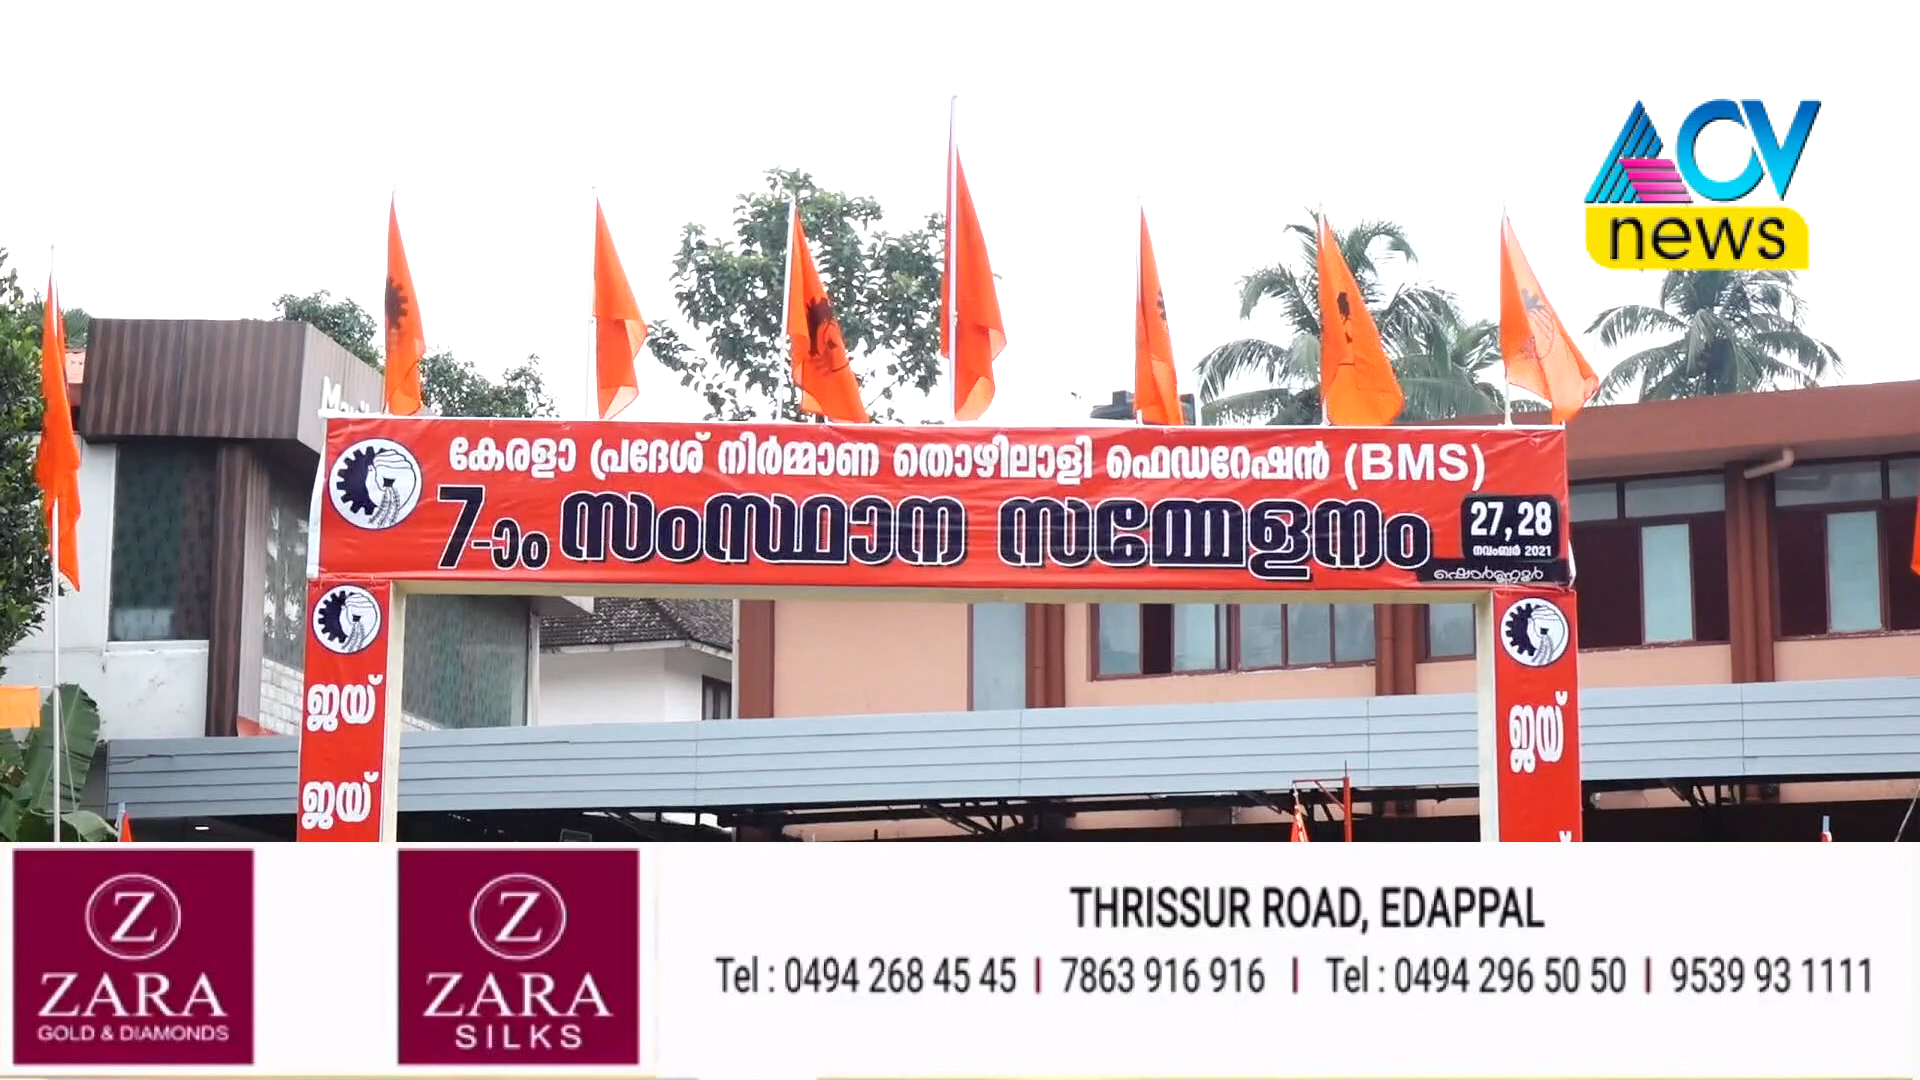 ACV
news
കേരളാ പ്രദേശ് നിർമ്മാണ തൊഴിലാളി ഫെഡറേഷൻ (BMS)
7-ാം സംസ്ഥാന സമ്മേളനം
27, 28
നവംബർ 2021
ഷൊർണ്ണൂർ
ജയ്
ജയ്
ജയ്
Z
ZARA
GOLD & DIAMONDS
Z
ZARA
SILKS
THRISSUR ROAD, EDAPPAL
Tel : 0494 268 45 45 | 7863 916 916 | Tel : 0494 296 50 50 | 9539 93 1111